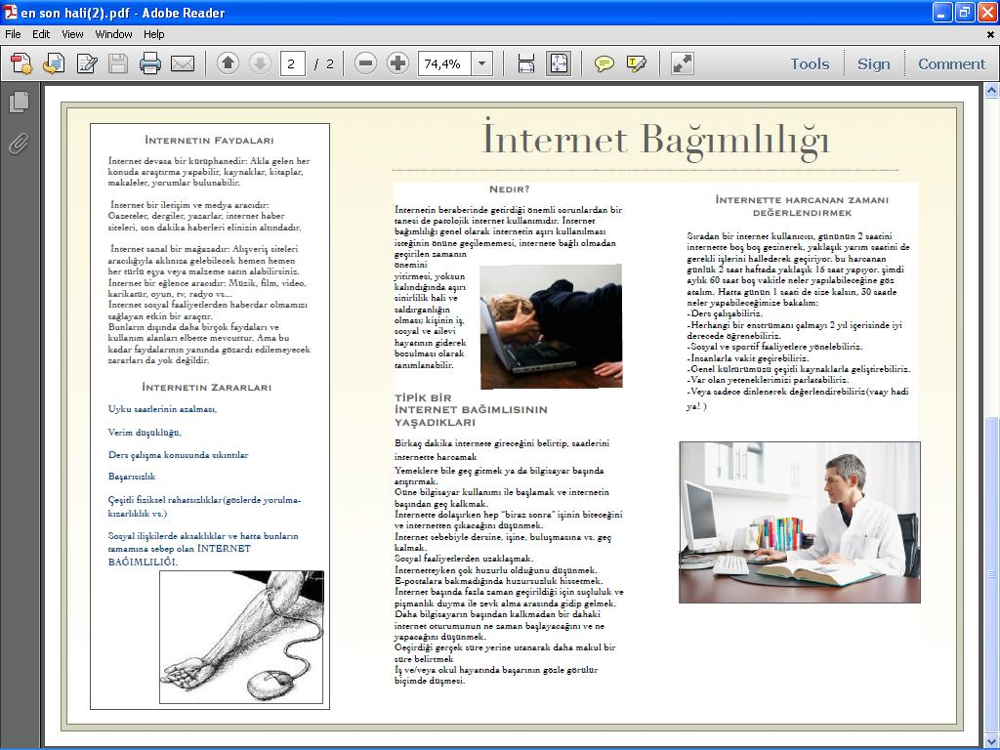 en son hali(2).pdf - Adobe Reader
File Edit View Window Help
2 / 2 74,4% Tools Sign Comment
İnternetin Faydaları
İnternet devasa bir kütüphanedir: Akla gelen her
konuda araştırma yapabilir, kaynaklar, kitaplar,
makaleler, yorumlar bulunabilir.
İnternet bir iletişim ve medya aracıdır:
Gazeteler, dergiler, yazarlar, internet haber
siteleri, son dakika haberleri elinizin altındadır.
İnternet sanal bir mağazadır: Alışveriş siteleri
aracılığıyla aklınıza gelebilecek hemen hemen
her türlü eşya veya malzeme satın alabilirsiniz.
İnternet bir eğlence aracıdır: Müzik, film, video,
karikatür, oyun, tv, radyo vs...
İnternet sosyal faaliyetlerden haberdar olmamızı
sağlayan etkin bir araçtır.
Bunların dışında daha birçok faydaları ve
kullanım alanları elbette mevcuttur. Ama bu
kadar faydalarının yanında gözardı edilemeyecek
zararları da yok değildir.
İnternetin Zararları
Uyku saatlerinin azalması,
Verim düşüklüğü,
Ders çalışma konusunda sıkıntılar
Başarısızlık
Çeşitli fiziksel rahatsızlıklar(gözlerde yorulma-
kızarlıklık vs.)
Sosyal ilişkilerde aksaklıklar ve hatta bunların
tamamına sebep olan İNTERNET
BAĞIMLILIĞI.
İnternet Bağımlılığı
Nedir?
İnternetin beraberinde getirdiği önemli sorunlardan bir
tanesi de patolojik internet kullanımıdır. İnternet
bağımlılığı genel olarak internetin aşırı kullanılması
isteğinin önüne geçilememesi, internete bağlı olmadan
geçirilen zamanın
önemini
yitirmesi, yoksun
kalındığında aşırı
sinirlilik hali ve
saldırganlığın
olması; kişinin iş,
sosyal ve ailevi
hayatının giderek
bozulması olarak
tanımlanabilir.
TİPİK BİR
İNTERNET BAĞIMLISININ
YAŞADIKLARI
Birkaç dakika internete gireceğini belirtip, saatlerini
internette harcamak
Yemeklere bile geç gitmek ya da bilgisayar başında
atıştırmak.
Güne bilgisayar kullanımı ile başlamak ve internetin
başından geç kalkmak.
İnternette dolaşırken hep "biraz sonra" işinin biteceğini
ve internetten çıkacağını düşünmek.
İnternet sebebiyle dersine, işine, buluşmasına vs. geç
kalmak.
Sosyal faaliyetlerden uzaklaşmak.
İnternetteyken çok huzurlu olduğunu düşünmek.
E-postalara bakmadığında huzursuzluk hissetmek.
İnternet başında fazla zaman geçirildiği için suçluluk ve
pişmanlık duyma ile zevk alma arasında gidip gelmek.
Daha bilgisayarın başından kalkmadan bir dahaki
internet oturumunun ne zaman başlayacağını ve ne
yapacağını düşünmek.
Geçirdiği gerçek süre yerine utanarak daha makul bir
süre belirtmek
İş ve/veya okul hayatında başarının gözle görülür
biçimde düşmesi.
İnternette harcanan zamanı
değerlendirmek
Sıradan bir internet kullanıcısı, gününün 2 saatini
internette boş boş gezinerek, yaklaşık yarım saatini de
gerekli işlerini hallederek geçiriyor. bu harcanan
günlük 2 saat haftada yaklaşık 15 saat yapıyor. şimdi
aylık 60 saat boş vakitle neler yapılabileceğine göz
atalım. Hatta günün 1 saati de size kalsın, 30 saatle
neler yapabileceğimize bakalım:
-Ders çalışabiliriz.
-Herhangi bir enstrümanı çalmayı 2 yıl içerisinde iyi
derecede öğrenebiliriz.
-Sosyal ve sportif faaliyetlere yönelebiliriz.
-İnsanlarla vakit geçirebiliriz.
-Genel kültürümüzü çeşitli kaynaklarla geliştirebiliriz.
-Var olan yeteneklerimizi parlatabiliriz.
-Veya sadece dinlenerek değerlendirebiliriz(vaay hadi
ya! )